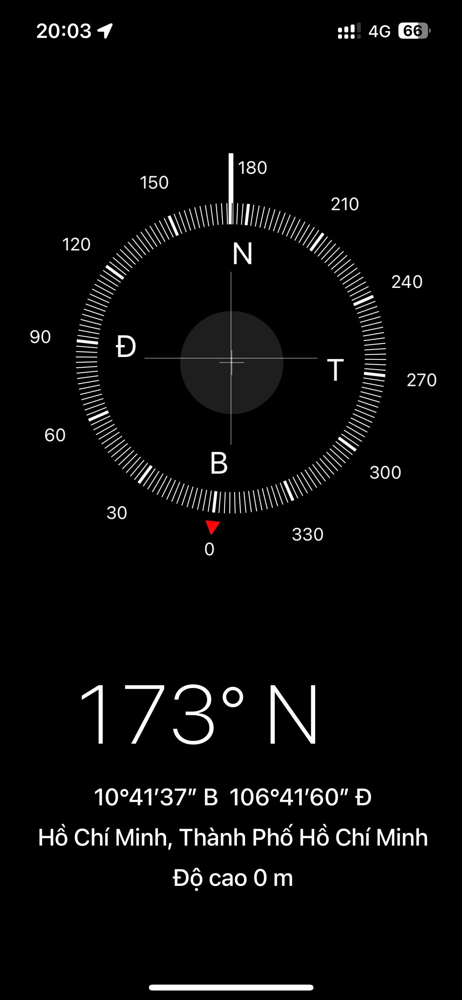 20:03 4G 66
180
150
210
120
N
240
90
Đ
T
270
60
B
300
30
330
0
173° N
10°41′37″ B 106°41′60″ Đ
Hồ Chí Minh, Thành Phố Hồ Chí Minh
Độ cao 0 m